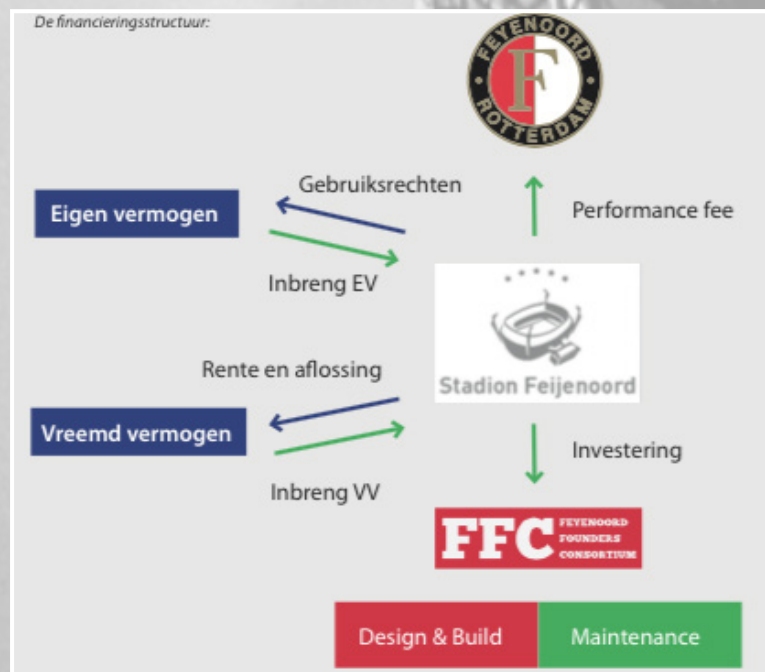 De financieringsstructuur:
FEYENOORD
F
ROTTERDAM
Gebruiksrechten
Eigen vermogen
Performance fee
Inbreng EV
Rente en aflossing
Stadion Feijenoord
Vreemd vermogen
Investering
Inbreng VV
FFC FEYENOORD
FOUNDERS
CONSORTIUM
Design & Build
Maintenance